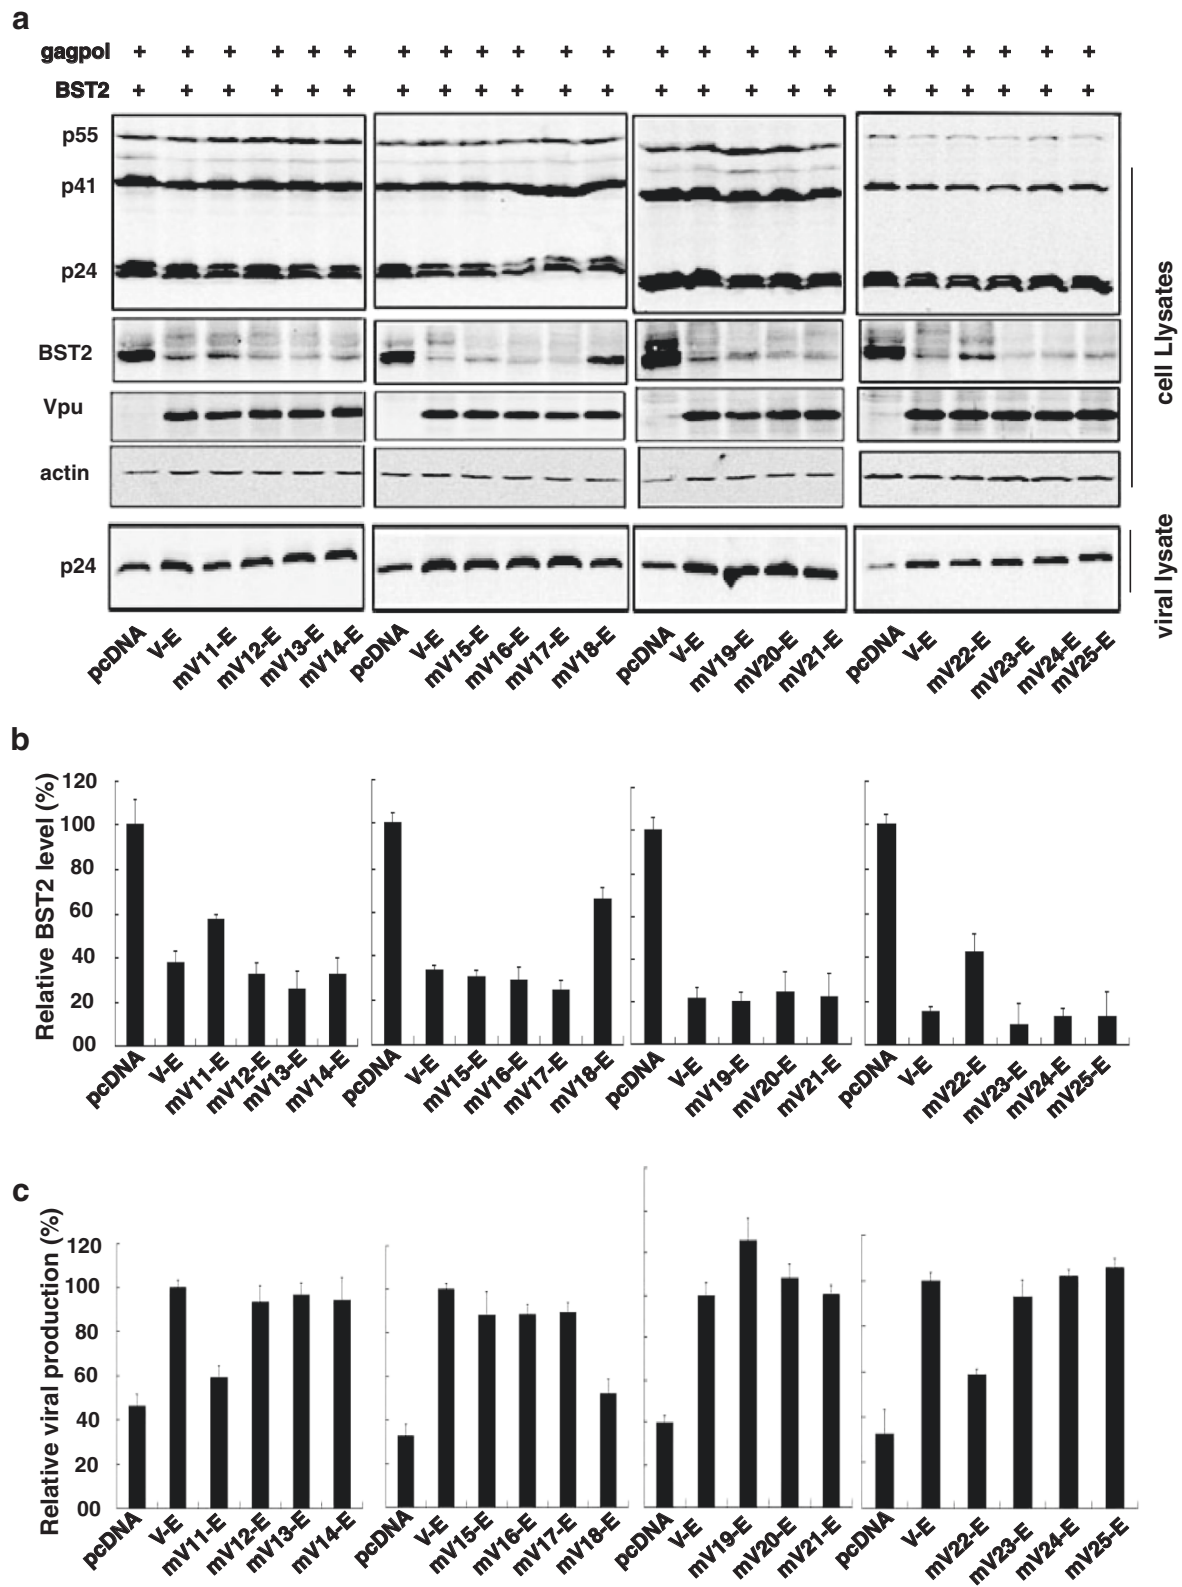 a
gagpol + + + + + + + + + + + + + + + + + + + + + + +
BST2 + + + + + + + + + + + + + + + + + + + + + + +
p55
p41
p24
BST2
Vpu
actin
cell Llysates
p24
viral lysate
pcDNA V-E mV11-E mV12-E mV13-E mV14-E pcDNA V-E mV15-E mV16-E mV17-E mV18-E pcDNA V-E mV19-E mV20-E mV21-E pcDNA V-E mV22-E mV23-E mV24-E mV25-E
b
Relative BST2 level (%)
120
100
80
60
40
20
00
pcDNA V-E mV11-E mV12-E mV13-E mV14-E pcDNA V-E mV15-E mV16-E mV17-E mV18-E pcDNA V-E mV19-E mV20-E mV21-E pcDNA V-E mV22-E mV23-E mV24-E mV25-E
c
Relative viral production (%)
120
100
80
60
40
20
00
pcDNA V-E mV11-E mV12-E mV13-E mV14-E pcDNA V-E mV15-E mV16-E mV17-E mV18-E pcDNA V-E mV19-E mV20-E mV21-E pcDNA V-E mV22-E mV23-E mV24-E mV25-E